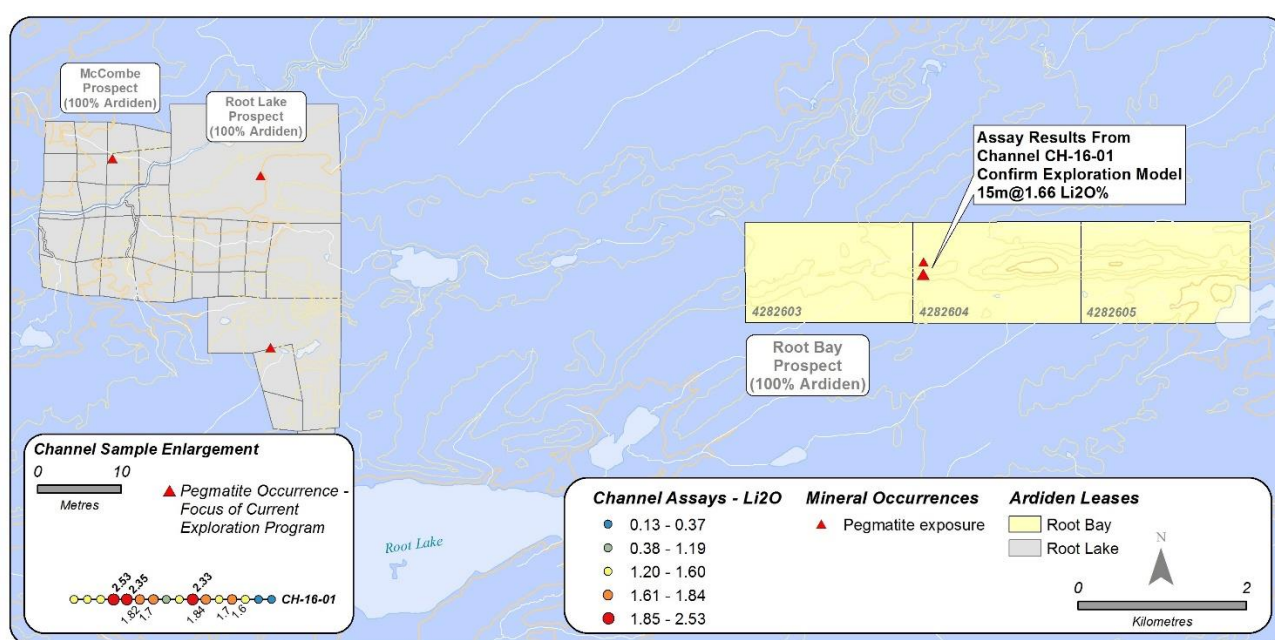 McCombe
Prospect
(100% Ardiden)
Root Lake
Prospect
(100% Ardiden)
Assay Results From
Channel CH-16-01
Confirm Exploration Model
15m@1.66 Li2O%
4282603
4282604
4282605
Root Bay
Prospect
(100% Ardiden)
Channel Sample Enlargement
0 10
Metres
Pegmatite Occurrence -
Focus of Current
Exploration Program
2.53
2.35
2.33
1.82
1.7
1.84
1.7
1.6
CH-16-01
Root Lake
Channel Assays - Li2O
0.13 - 0.37
0.38 - 1.19
1.20 - 1.60
1.61 - 1.84
1.85 - 2.53
Mineral Occurrences
Pegmatite exposure
Ardiden Leases
Root Bay
Root Lake
N
0 2
Kilometres